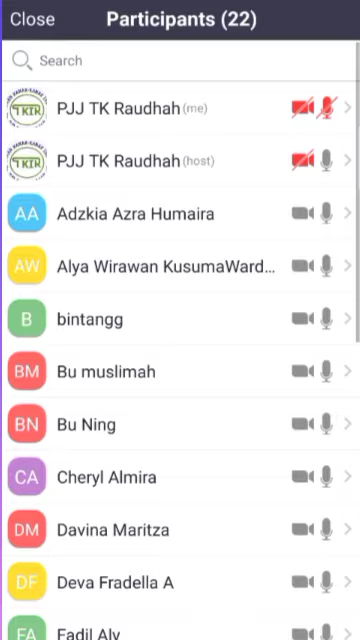 Close Participants (22)
Search
TKIR PJJ TK Raudhah (me)
TKIR PJJ TK Raudhah (host)
AA Adzkia Azra Humaira
AW Alya Wirawan KusumaWard...
B bintangg
BM Bu muslimah
BN Bu Ning
CA Cheryl Almira
DM Davina Maritza
DF Deva Fradella A
FA Fadil Aly